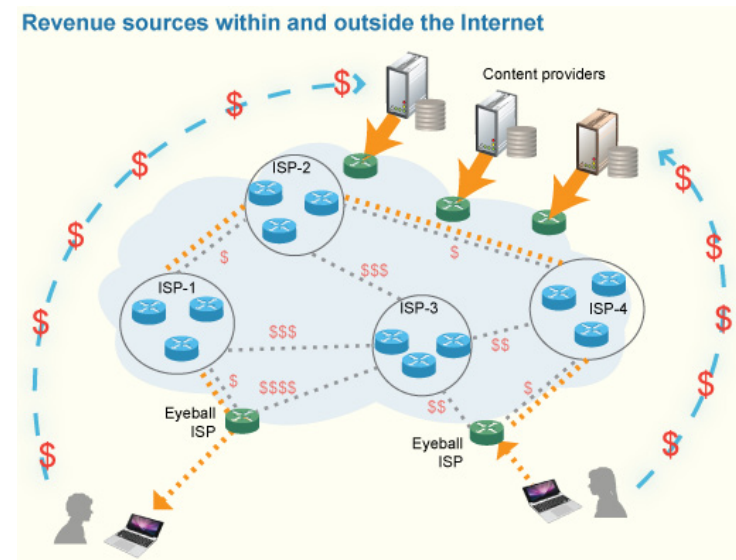 Revenue sources within and outside the Internet
Content providers
$
$
$
$
$
$
$
ISP-2
$
$$$
$
ISP-1
ISP-3
ISP-4
$$$
$$
$
$$$$
$$
$
Eyeball
ISP
Eyeball
ISP
$
$
$
$
$